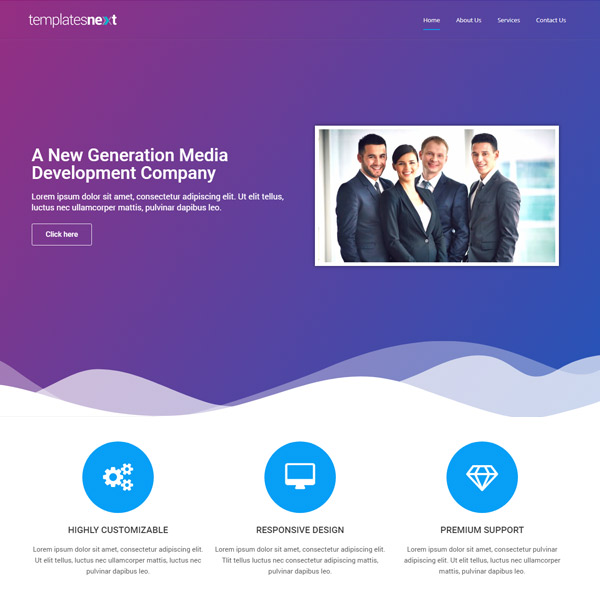 templatesnext
Home About Us Services Contact Us
A New Generation Media
Development Company
Lorem ipsum dolor sit amet, consectetur adipiscing elit. Ut elit tellus,
luctus nec ullamcorper mattis, pulvinar dapibus leo.
Click here
HIGHLY CUSTOMIZABLE
Lorem ipsum dolor sit amet, consectetur adipiscing elit.
Ut elit tellus, luctus nec ullamcorper mattis, luctus nec
pulvinar dapibus leo.
RESPONSIVE DESIGN
Lorem ipsum dolor sit amet, consectetur adipiscing elit.
Tlit tellus luctus nec ullamcorper consectetur mattis,
pulvinar dapibus leo.
PREMIUM SUPPORT
Lorem ipsum dolor sit amet, consectetur pulvinar
adipiscing elit. Ut elit tellus, luctus nec ullamcorper
mattis, pulvinar dapibus leo.